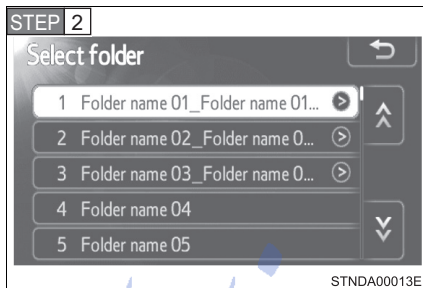 STEP 2
Select folder
1 Folder name 01_Folder name 01...
2 Folder name 02_Folder name 0...
3 Folder name 03_Folder name 0...
4 Folder name 04
5 Folder name 05
STNDA00013E